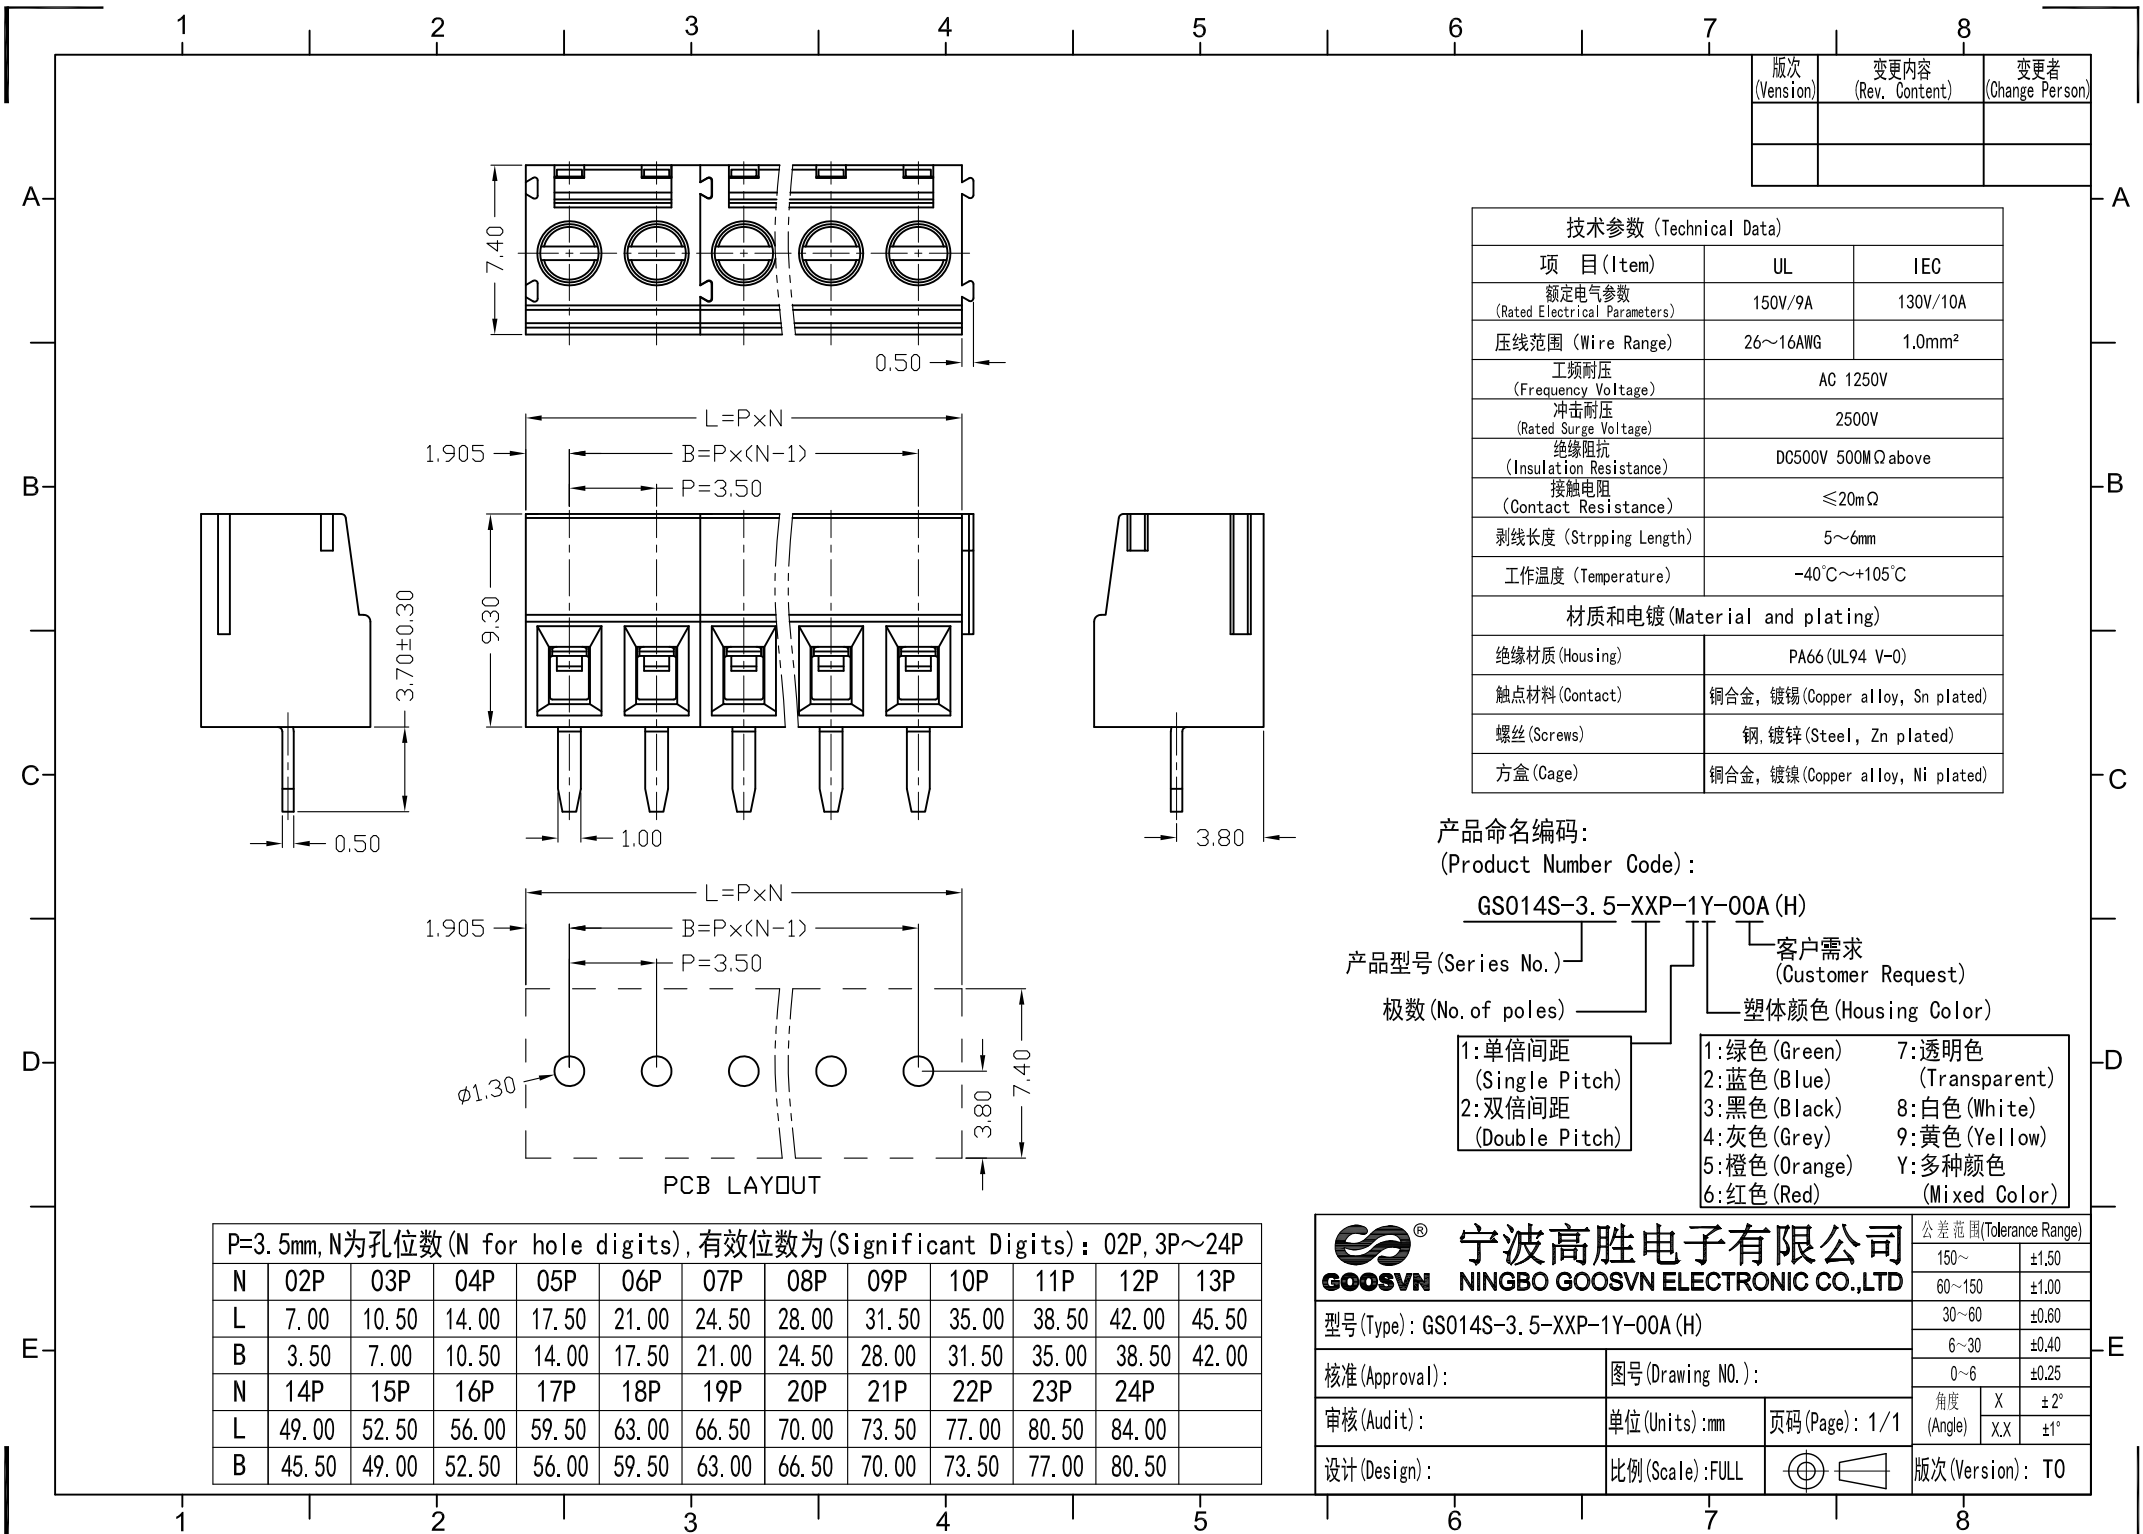 1 2 3 4 5 6 7 8
A
B
C
D
E
A
B
C
D
E
版次 变更内容 变更者
(Vension) (Rev. Content) (Change Person)
7.40
0.50
L=P×N
1.905
B=P×(N-1)
P=3.50
9.30
3.70±0.30
0.50
1.00
3.80
L=P×N
1.905
B=P×(N-1)
P=3.50
ø1.30
3.80
7.40
PCB LAYOUT
技术参数 (Technical Data)
项 目(Item) UL IEC
额定电气参数
(Rated Electrical Parameters) 150V/9A 130V/10A
压线范围 (Wire Range) 26～16AWG 1.0mm²
工频耐压
(Frequency Voltage) AC 1250V
冲击耐压
(Rated Surge Voltage) 2500V
绝缘阻抗
(Insulation Resistance) DC500V 500MΩabove
接触电阻
(Contact Resistance) ≤20mΩ
剥线长度 (Strpping Length) 5～6mm
工作温度 (Temperature) -40℃～+105℃
材质和电镀(Material and plating)
绝缘材质(Housing) PA66(UL94 V-0)
触点材料(Contact) 铜合金, 镀锡(Copper alloy, Sn plated)
螺丝(Screws) 钢,镀锌(Steel, Zn plated)
方盒(Cage) 铜合金, 镀镍(Copper alloy, Ni plated)
产品命名编码:
(Product Number Code):
GS014S-3.5-XXP-1Y-00A(H)
产品型号(Series No.)
客户需求
(Customer Request)
极数(No.of poles)
塑体颜色(Housing Color)
1:单倍间距
(Single Pitch)
2:双倍间距
(Double Pitch)
1:绿色(Green)
2:蓝色(Blue)
3:黑色(Black)
4:灰色(Grey)
5:橙色(Orange)
6:红色(Red)
7:透明色
(Transparent)
8:白色(White)
9:黄色(Yellow)
Y:多种颜色
(Mixed Color)
P=3.5mm,N为孔位数(N for hole digits),有效位数为(Significant Digits): 02P,3P～24P
N 02P 03P 04P 05P 06P 07P 08P 09P 10P 11P 12P 13P
L 7.00 10.50 14.00 17.50 21.00 24.50 28.00 31.50 35.00 38.50 42.00 45.50
B 3.50 7.00 10.50 14.00 17.50 21.00 24.50 28.00 31.50 35.00 38.50 42.00
N 14P 15P 16P 17P 18P 19P 20P 21P 22P 23P 24P
L 49.00 52.50 56.00 59.50 63.00 66.50 70.00 73.50 77.00 80.50 84.00
B 45.50 49.00 52.50 56.00 59.50 63.00 66.50 70.00 73.50 77.00 80.50
®
GOOSVN
宁波高胜电子有限公司
NINGBO GOOSVN ELECTRONIC CO.,LTD
型号(Type): GS014S-3.5-XXP-1Y-00A(H)
核准(Approval): 图号(Drawing NO.):
审核(Audit): 单位(Units):mm 页码(Page): 1/1
设计(Design): 比例(Scale):FULL
公差范围(Tolerance Range)
150～ ±1.50
60～150 ±1.00
30～60 ±0.60
6～30 ±0.40
0～6 ±0.25
角度 X ±2°
(Angle) X.X ±1°
版次(Version): T0
1 2 3 4 5 6 7 8